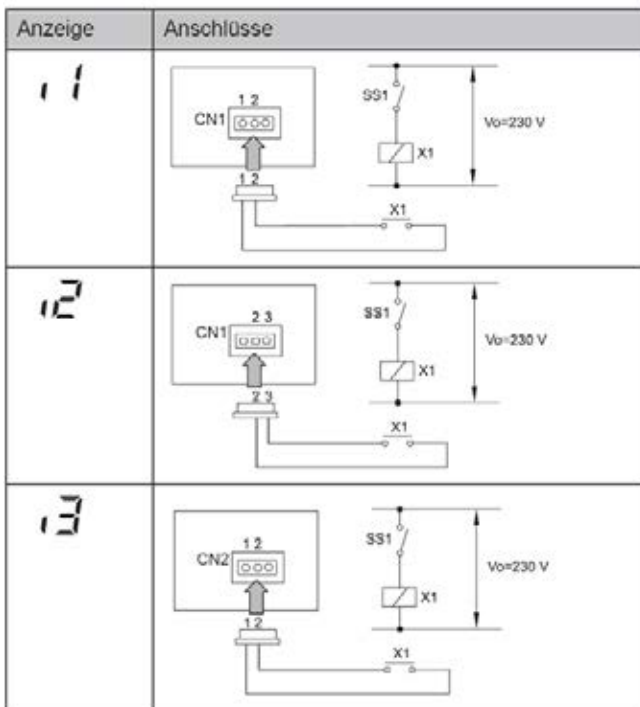 Anzeige Anschlüsse
i1
1 2
CN1
1 2
X1
SS1
X1
Vo=230 V
i2
2 3
CN1
2 3
X1
SS1
X1
Vo=230 V
i3
1 2
CN2
1 2
X1
SS1
X1
Vo=230 V